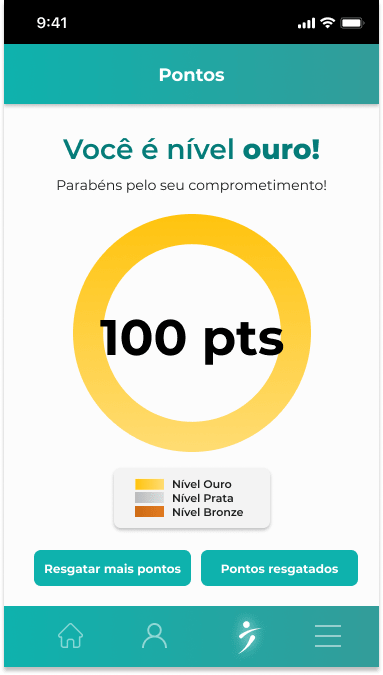 9:41
Pontos
Você é nível ouro!
Parabéns pelo seu comprometimento!
100 pts
Nível Ouro
Nível Prata
Nível Bronze
Resgatar mais pontos
Pontos resgatados